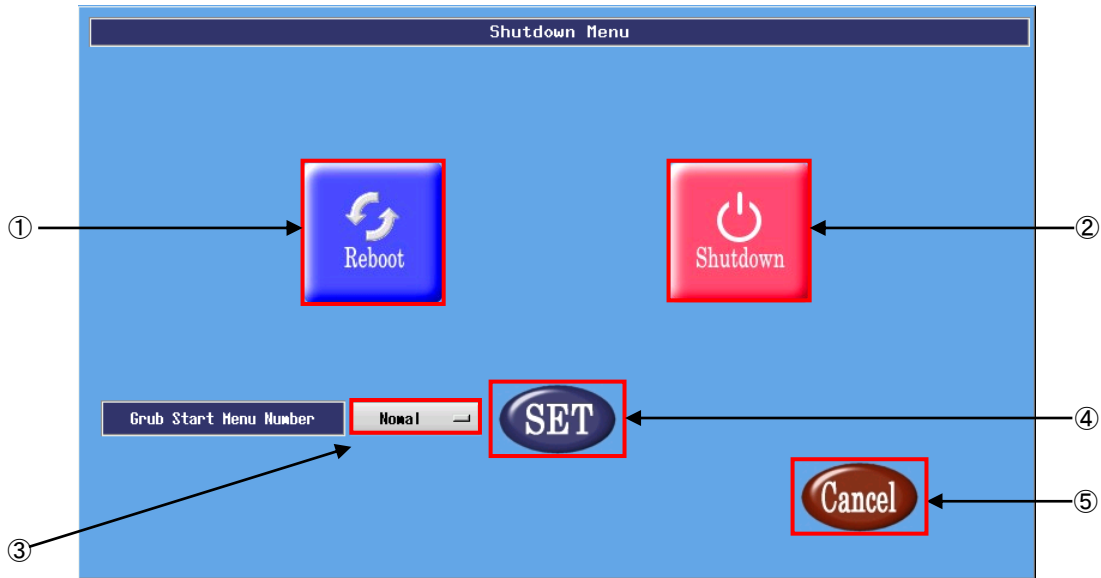 Shutdown Menu
① Reboot
Shutdown ②
Grub Start Menu Number Nomal SET ④
Cancel ⑤
③